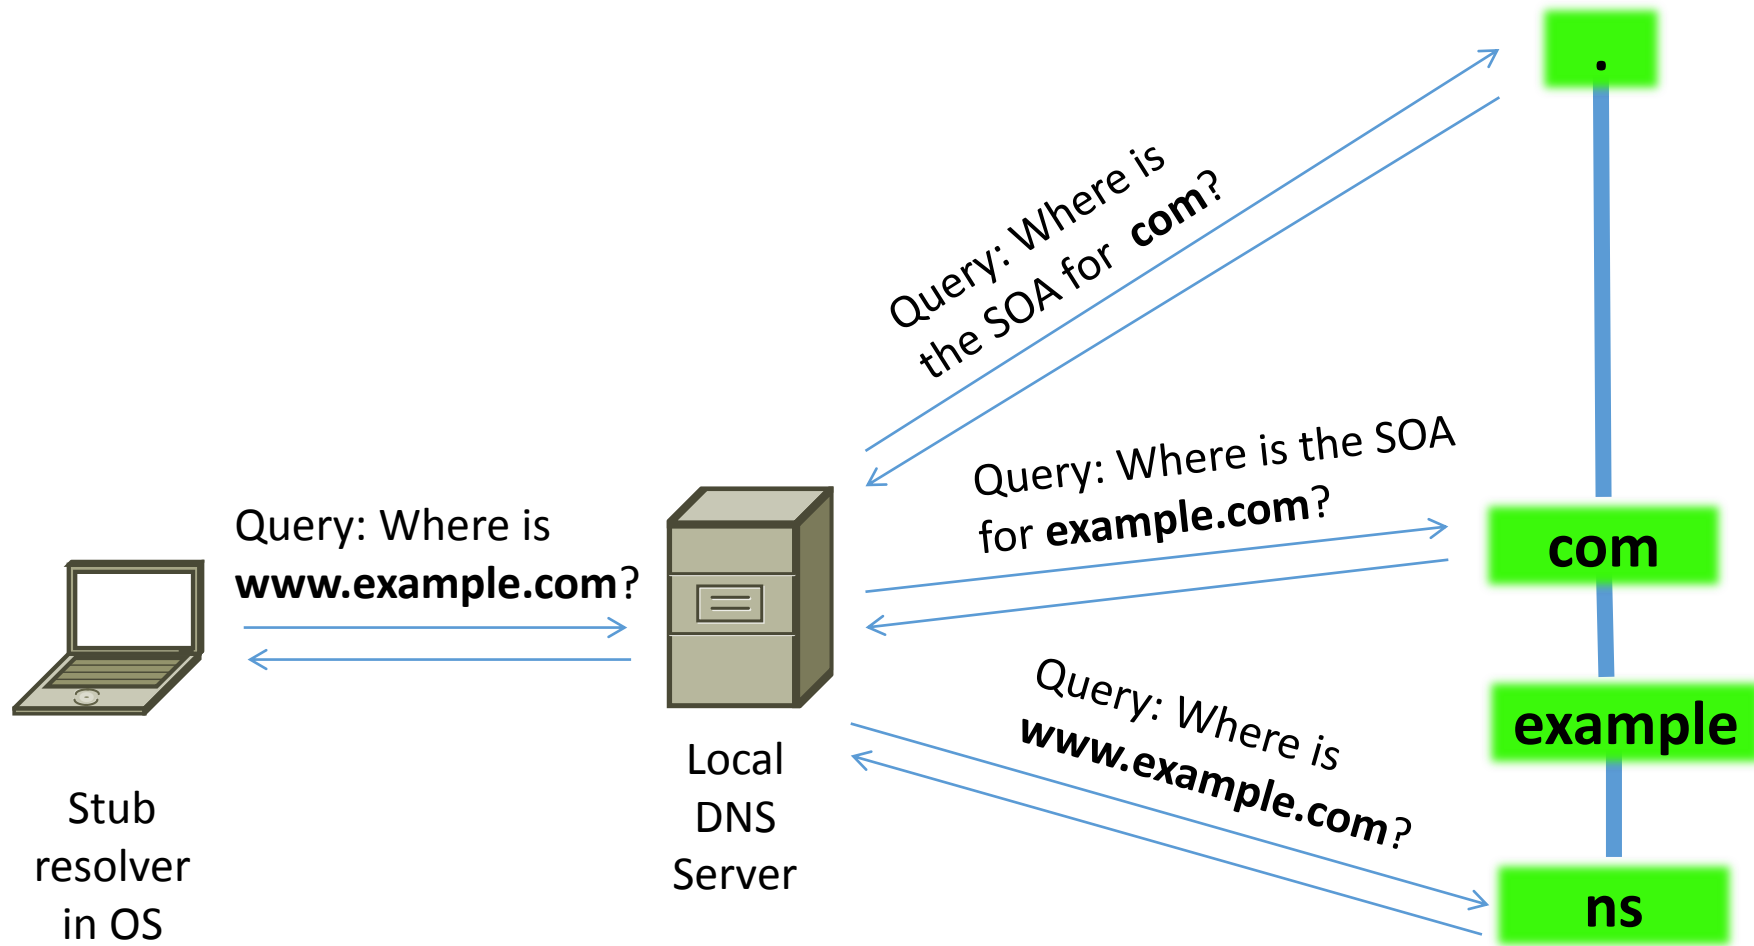 .
Query: Where is
the SOA for com?
Query: Where is the SOA
for example.com?
Query: Where is
www.example.com?
com
Query: Where is
www.example.com?
example
Local
DNS
Server
Stub
resolver
in OS
ns